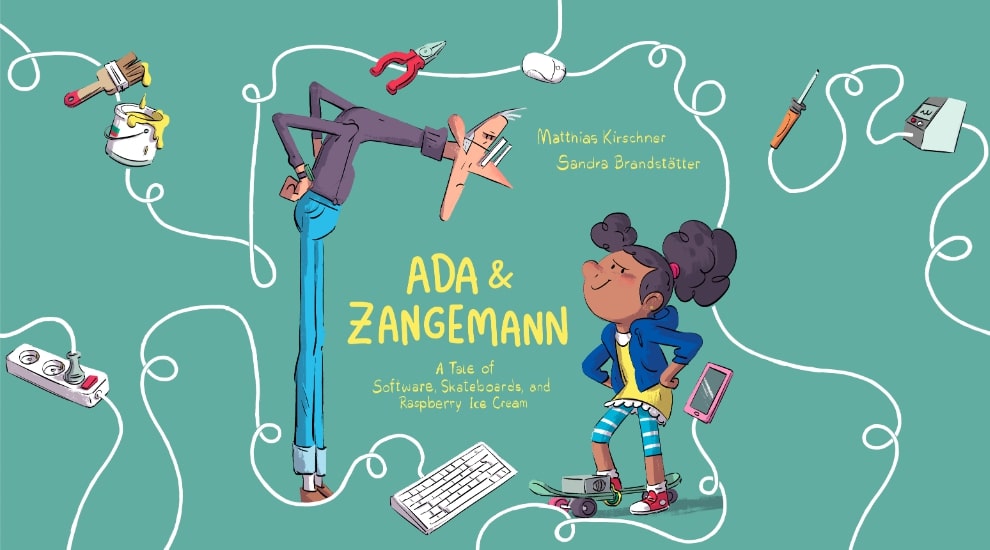 Matthias Kirschner
Sandra Brandstätter
ADA &
ZANGEMANN
A Tale of
Software, Skateboards, and
Raspberry Ice Cream